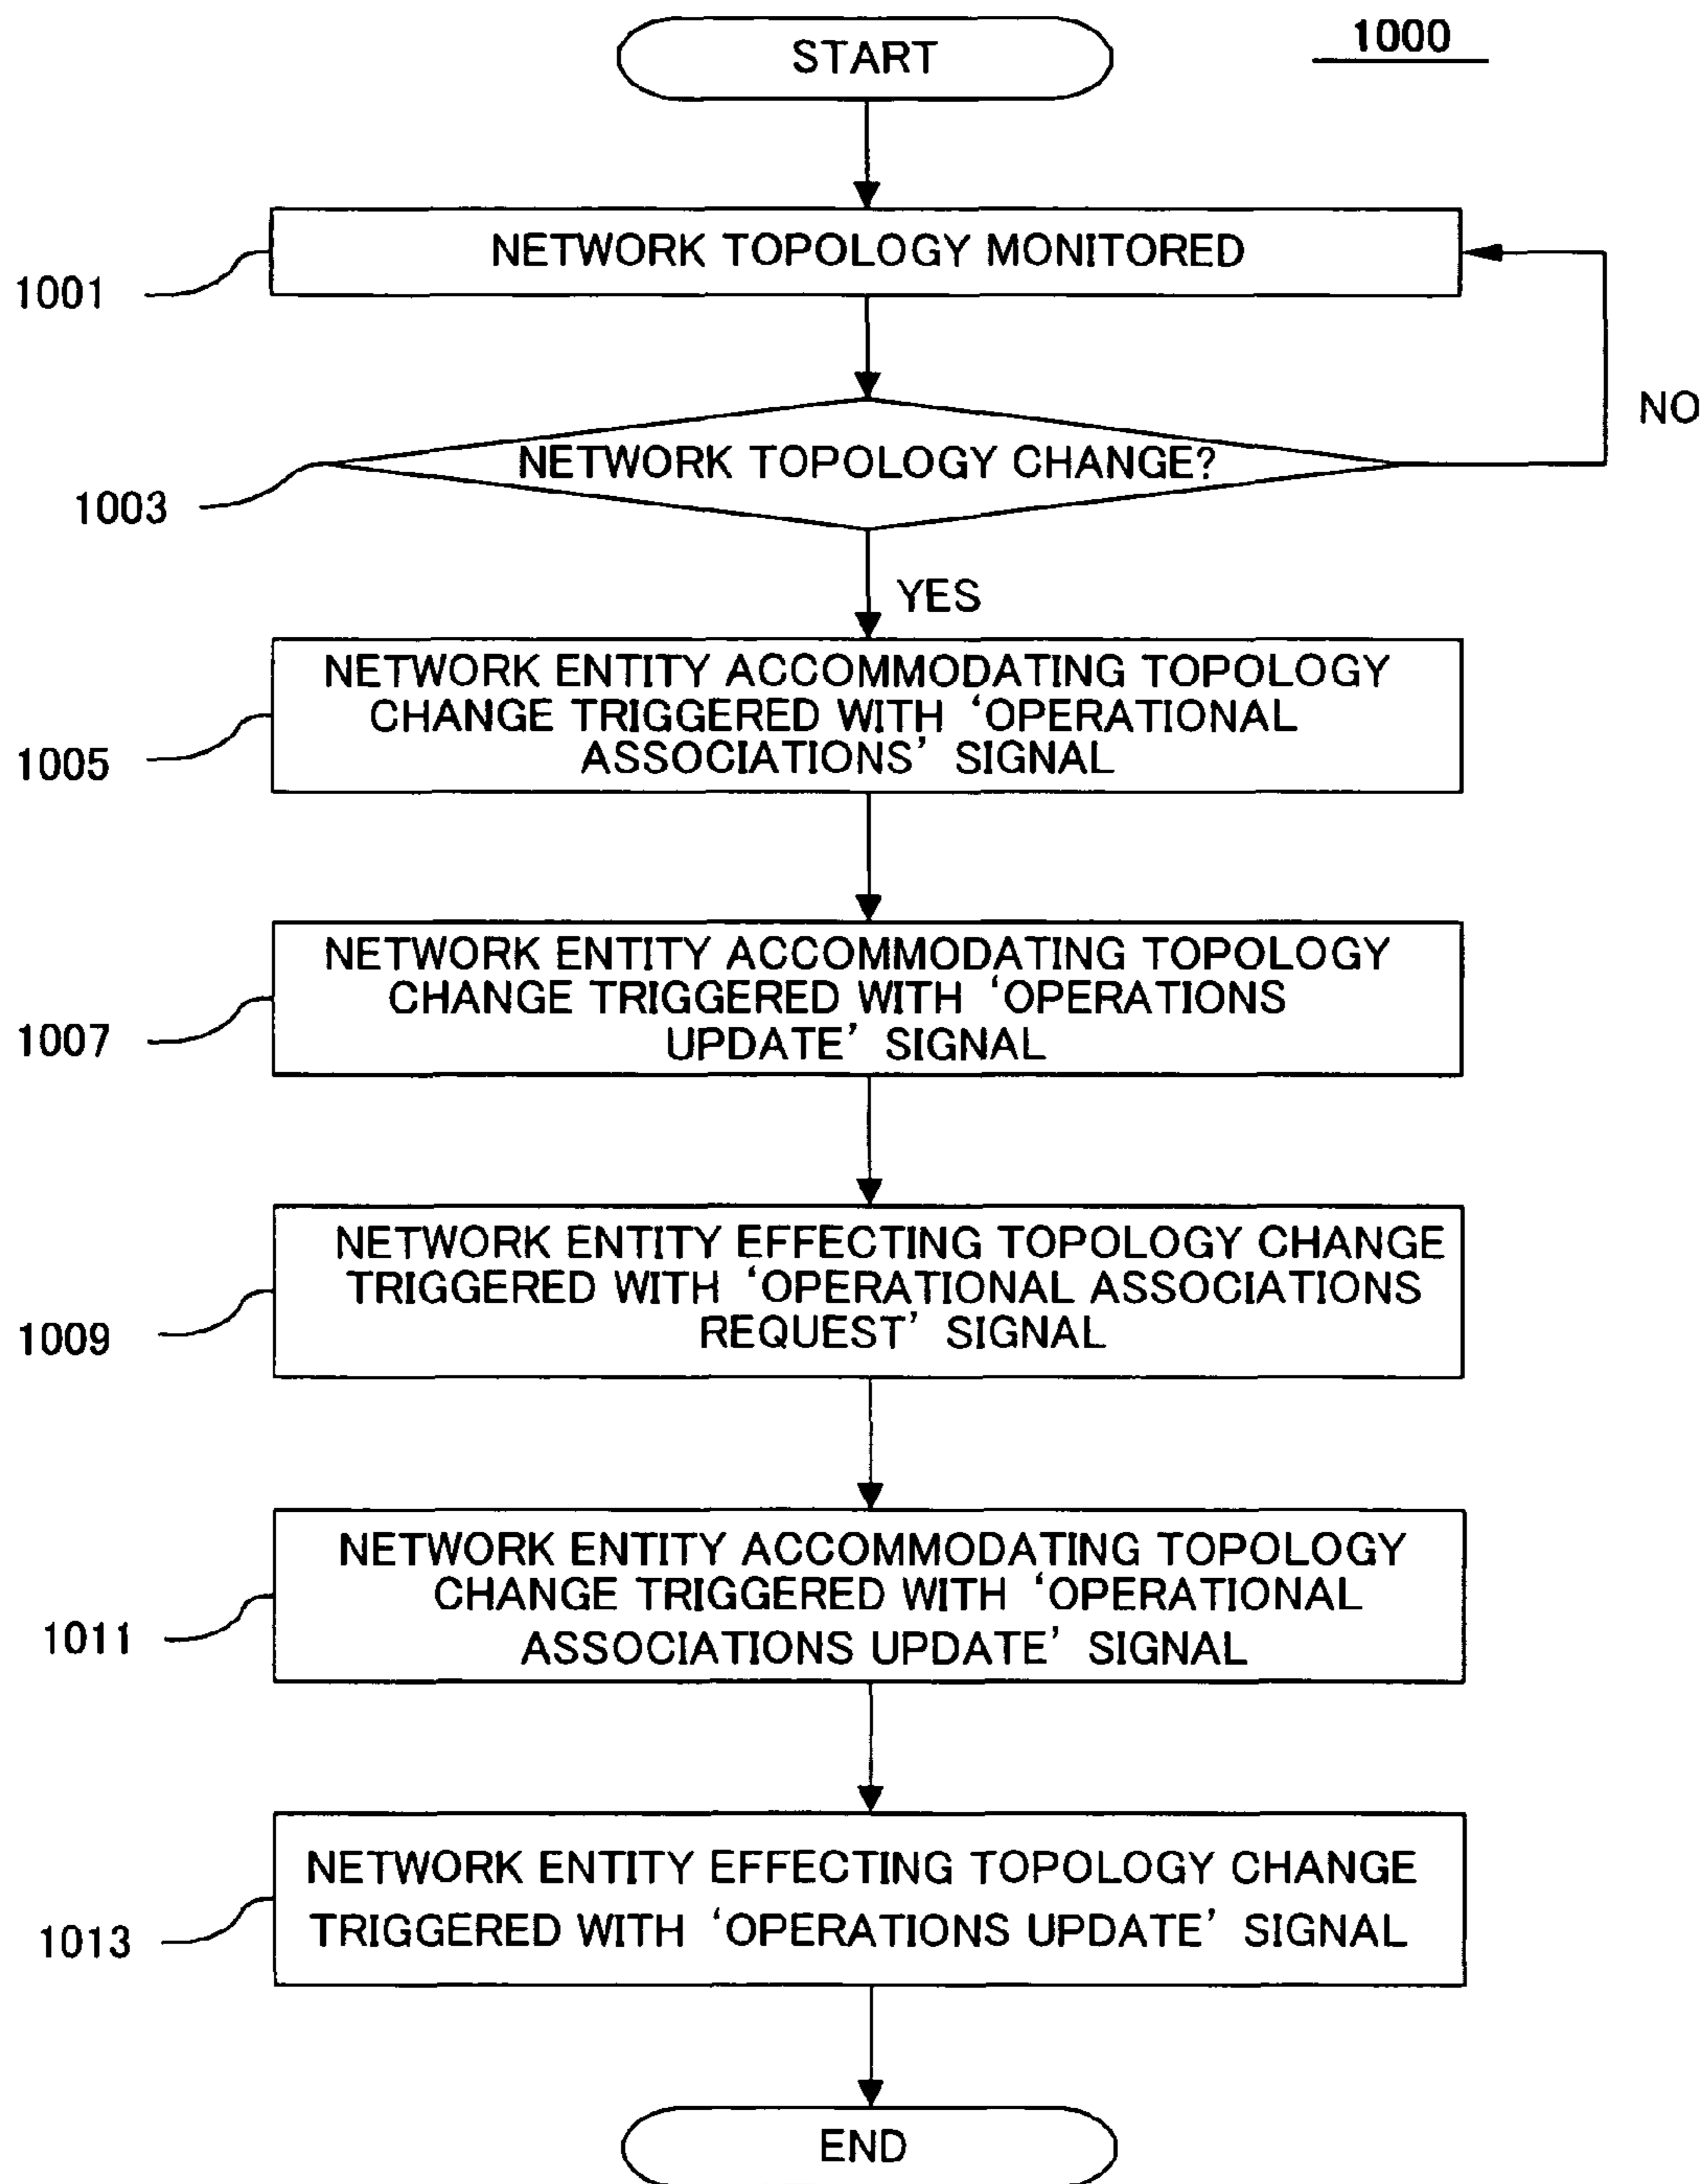 START
1000
NETWORK TOPOLOGY MONITORED
1001
NO
NETWORK TOPOLOGY CHANGE?
1003
YES
NETWORK ENTITY ACCOMMODATING TOPOLOGY
CHANGE TRIGGERED WITH ‘OPERATIONAL
ASSOCIATIONS’ SIGNAL
1005
NETWORK ENTITY ACCOMMODATING TOPOLOGY
CHANGE TRIGGERED WITH ‘OPERATIONS
UPDATE’ SIGNAL
1007
NETWORK ENTITY EFFECTING TOPOLOGY CHANGE
TRIGGERED WITH ‘OPERATIONAL ASSOCIATIONS
REQUEST’ SIGNAL
1009
NETWORK ENTITY ACCOMMODATING TOPOLOGY
CHANGE TRIGGERED WITH ‘OPERATIONAL
ASSOCIATIONS UPDATE’ SIGNAL
1011
NETWORK ENTITY EFFECTING TOPOLOGY CHANGE
TRIGGERED WITH ‘OPERATIONS UPDATE’ SIGNAL
1013
END